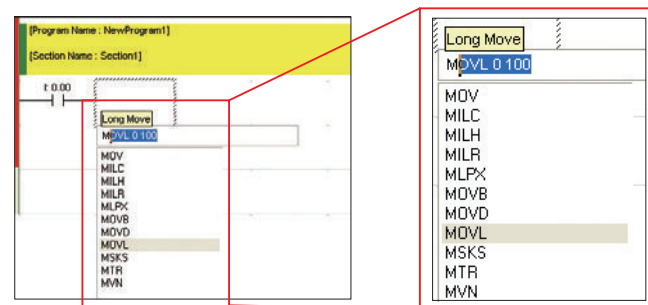 [Program Name : NewProgram1]
[Section Name : Section1]
I: 0.00
Long Move
MOVL 0 100
MOV
MILC
MILH
MILR
MLPX
MOVB
MOVD
MOVL
MSKS
MTR
MVN
Long Move
MOVL 0 100
MOV
MILC
MILH
MILR
MLPX
MOVB
MOVD
MOVL
MSKS
MTR
MVN